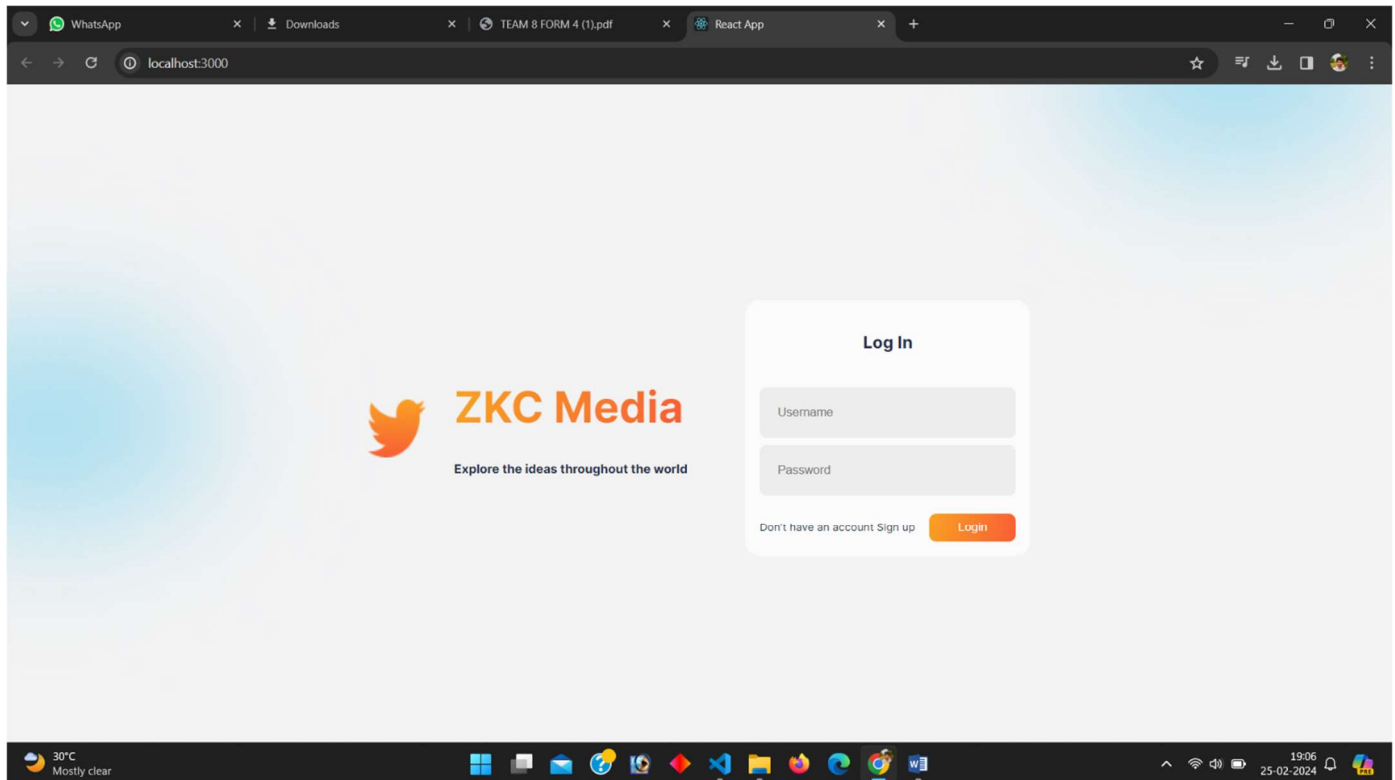 WhatsApp
Downloads
TEAM 8 FORM 4 (1).pdf
React App
localhost:3000
Log In
ZKC Media
Explore the ideas throughout the world
Username
Password
Don't have an account Sign up
Login
30°C
Mostly clear
19:06
25-02-2024
PRE